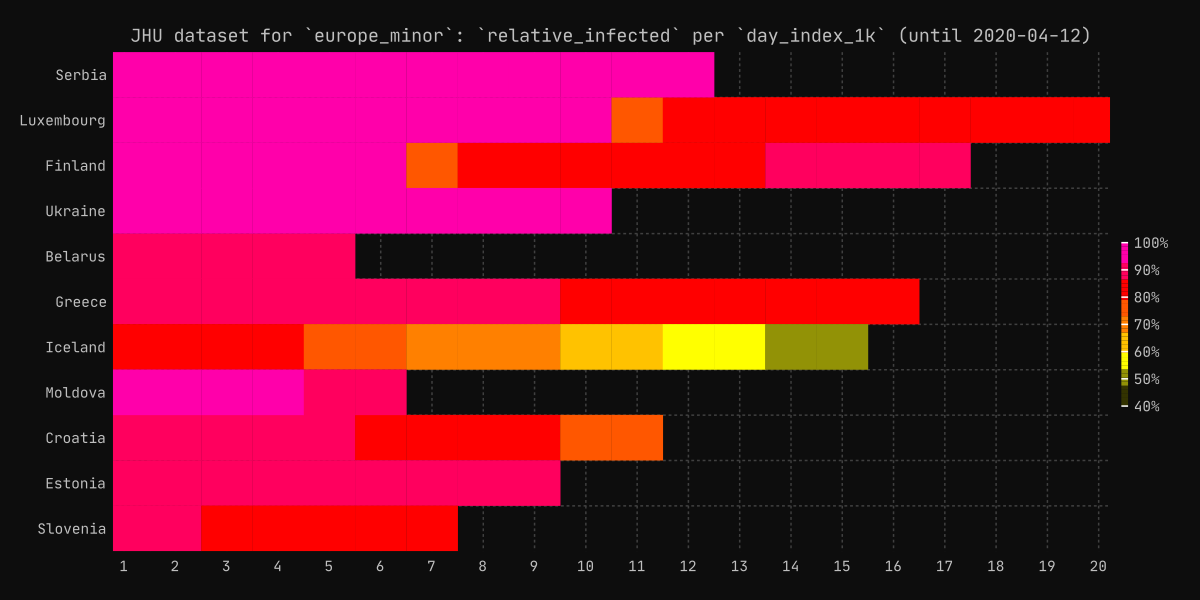 JHU dataset for `europe_minor`: `relative_infected` per `day_index_1k` (until 2020-04-12)
Serbia
Luxembourg
Finland
Ukraine
Belarus
Greece
Iceland
Moldova
Croatia
Estonia
Slovenia
1 2 3 4 5 6 7 8 9 10 11 12 13 14 15 16 17 18 19 20
100%
90%
80%
70%
60%
50%
40%